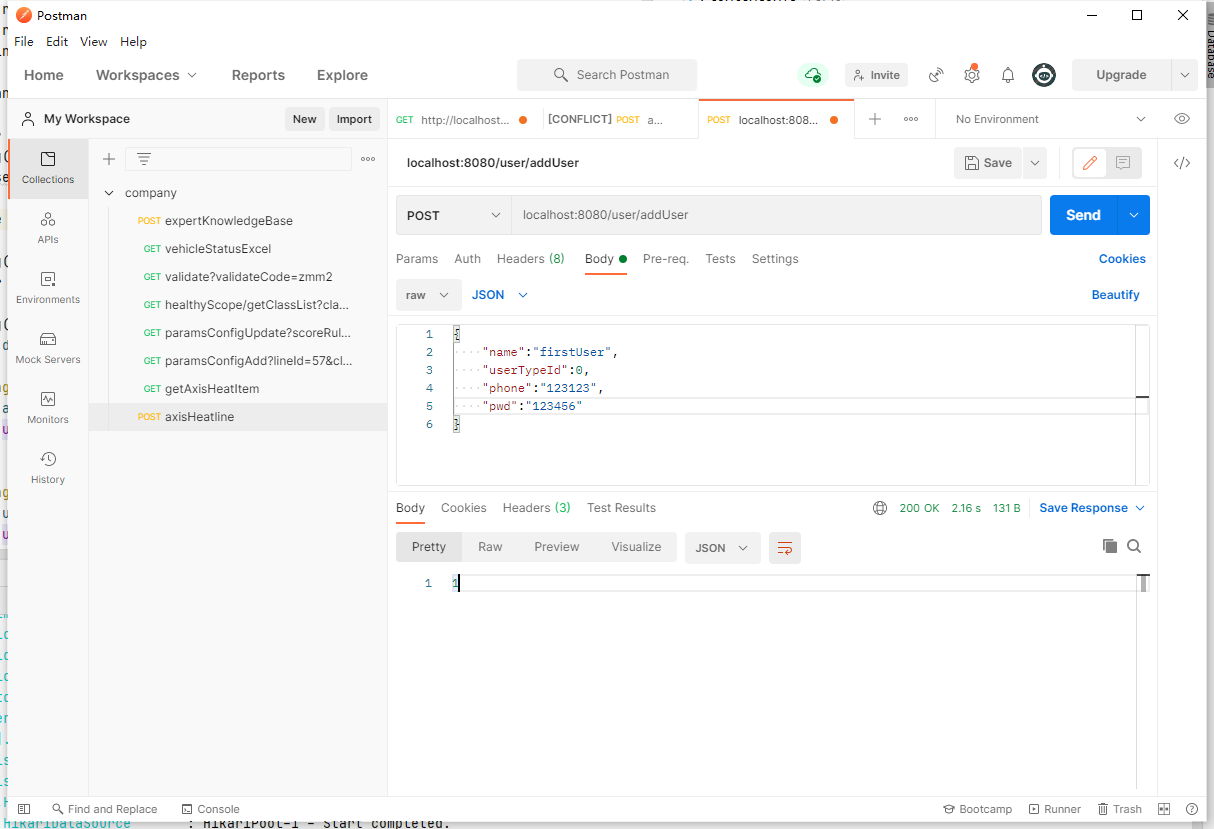 Postman
File Edit View Help
Home Workspaces Reports Explore Search Postman Invite Upgrade
My Workspace New Import
GET http://localhost... [CONFLICT] POST a... POST localhost:808... No Environment
Collections
APIs
Environments
Mock Servers
Monitors
History
company
POST expertKnowledgeBase
GET vehicleStatusExcel
GET validate?validateCode=zmm2
GET healthyScope/getClassList?cla...
GET paramsConfigUpdate?scoreRul...
GET paramsConfigAdd?lineId=57&cl...
GET getAxisHeatItem
POST axisHeatline
localhost:8080/user/addUser Save
POST localhost:8080/user/addUser Send
Params Auth Headers (8) Body Pre-req. Tests Settings Cookies
raw JSON Beautify
1 {
2 "name":"firstUser",
3 "userTypeId":0,
4 "phone":"123123",
5 "pwd":"123456"
6 }
Body Cookies Headers (3) Test Results 200 OK 2.16 s 131 B Save Response
Pretty Raw Preview Visualize JSON
1 1
Find and Replace Console Bootcamp Runner Trash
HikariDataSource : HikariPool-1 - Start completed.
Database